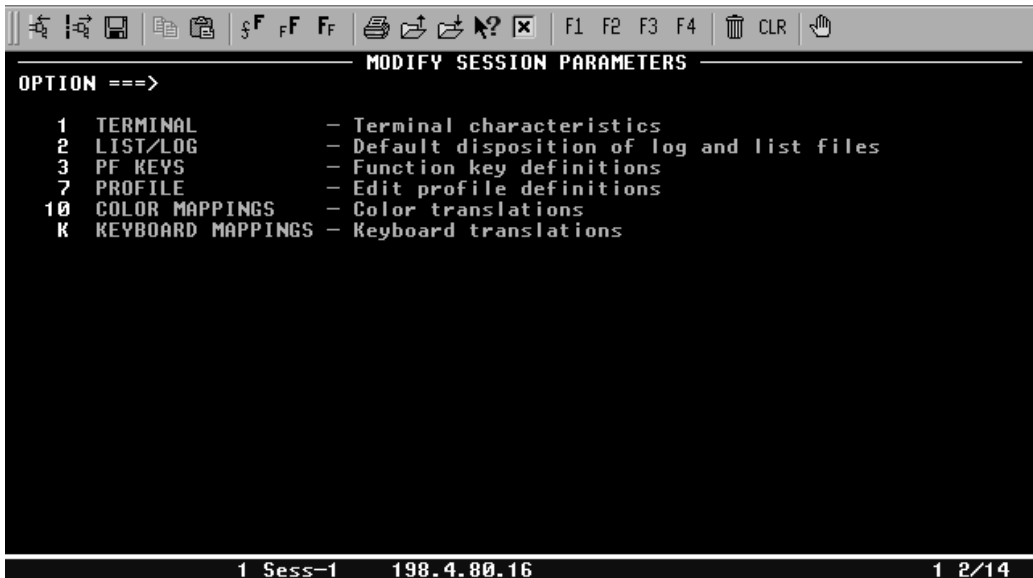 F F FF F1 F2 F3 F4 CLR
MODIFY SESSION PARAMETERS
OPTION ===>
1 TERMINAL – Terminal characteristics
2 LIST/LOG – Default disposition of log and list files
3 PF KEYS – Function key definitions
7 PROFILE – Edit profile definitions
10 COLOR MAPPINGS – Color translations
K KEYBOARD MAPPINGS – Keyboard translations
1 Sess-1 198.4.80.16 1 2/14